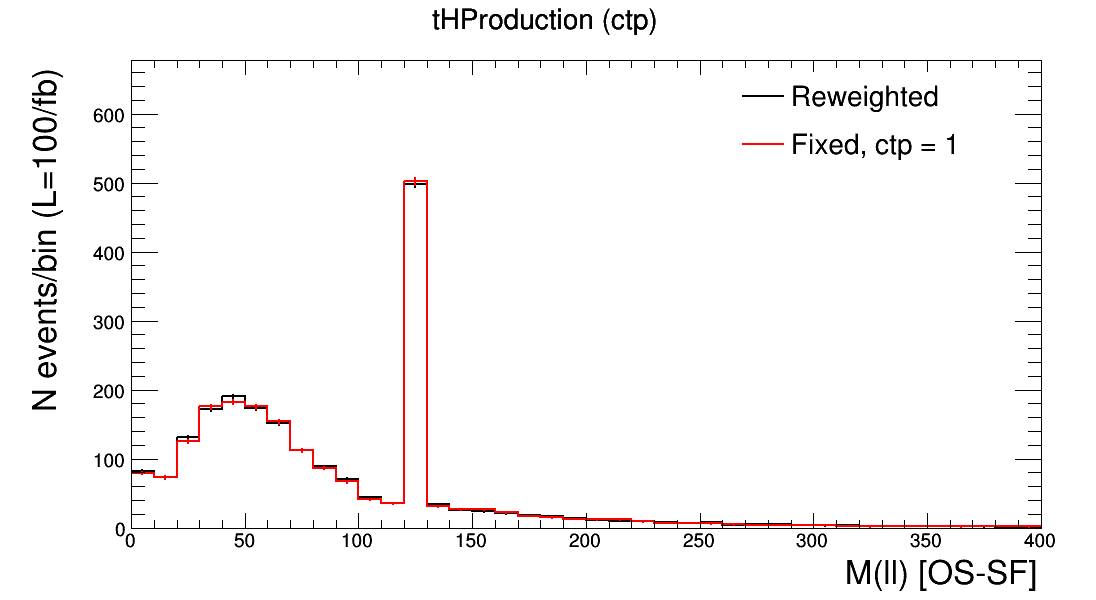 tHProduction (ctp)
N events/bin (L=100/fb)
Reweighted
Fixed, ctp = 1
600
500
400
300
200
100
0
0 50 100 150 200 250 300 350 400
M(ll) [OS-SF]